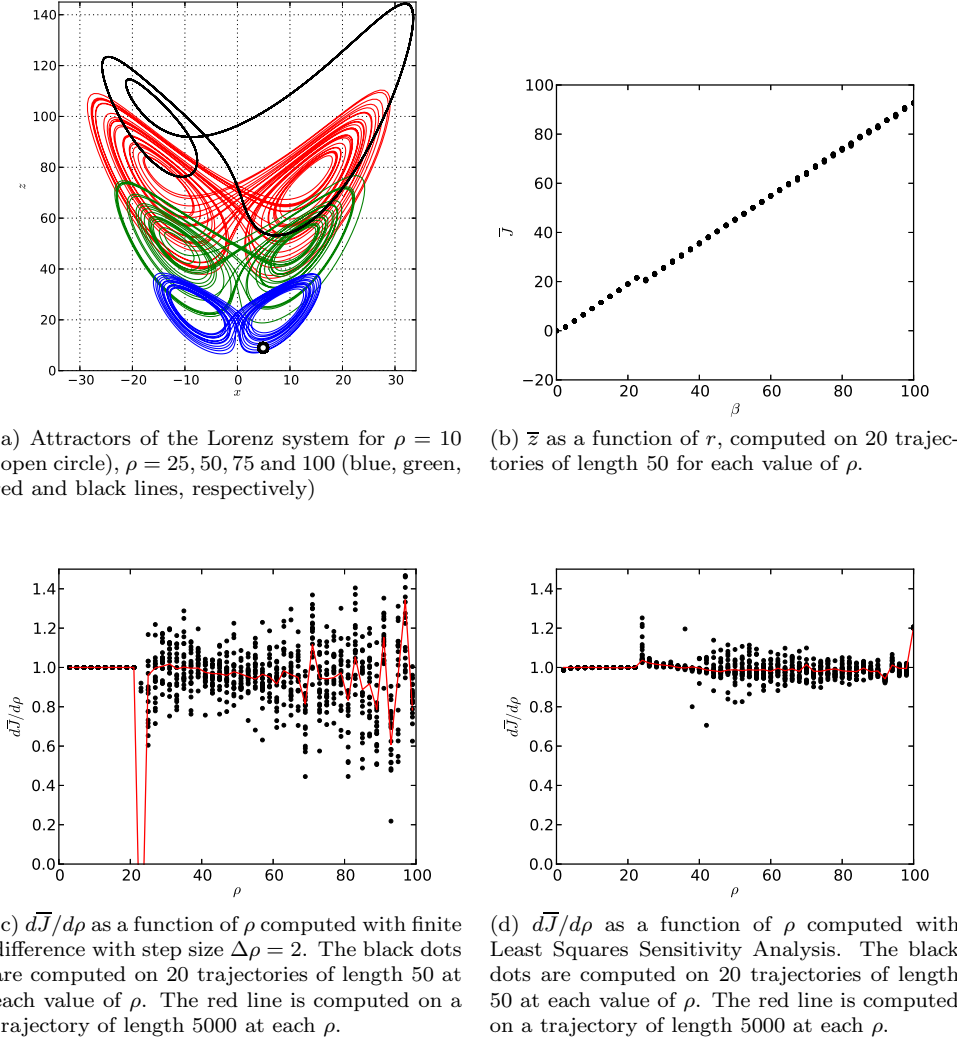 140
120
100
80
60
40
20
0
−30 −20 −10 0 10 20 30
x
z
100
80
60
40
20
0
−20
0 20 40 60 80 100
β
J̅
a) Attractors of the Lorenz system for ρ = 10
open circle), ρ = 25, 50, 75 and 100 (blue, green,
ed and black lines, respectively)
(b) z̅ as a function of r, computed on 20 trajec-
tories of length 50 for each value of ρ.
1.4
1.2
1.0
0.8
0.6
0.4
0.2
0.0
0 20 40 60 80 100
ρ
dJ̅/dρ
1.4
1.2
1.0
0.8
0.6
0.4
0.2
0.0
0 20 40 60 80 100
ρ
dJ̅/dρ
c) dJ̅/dρ as a function of ρ computed with finite
difference with step size Δρ = 2. The black dots
are computed on 20 trajectories of length 50 at
each value of ρ. The red line is computed on a
trajectory of length 5000 at each ρ.
(d) dJ̅/dρ as a function of ρ computed with
Least Squares Sensitivity Analysis. The black
dots are computed on 20 trajectories of length
50 at each value of ρ. The red line is computed
on a trajectory of length 5000 at each ρ.